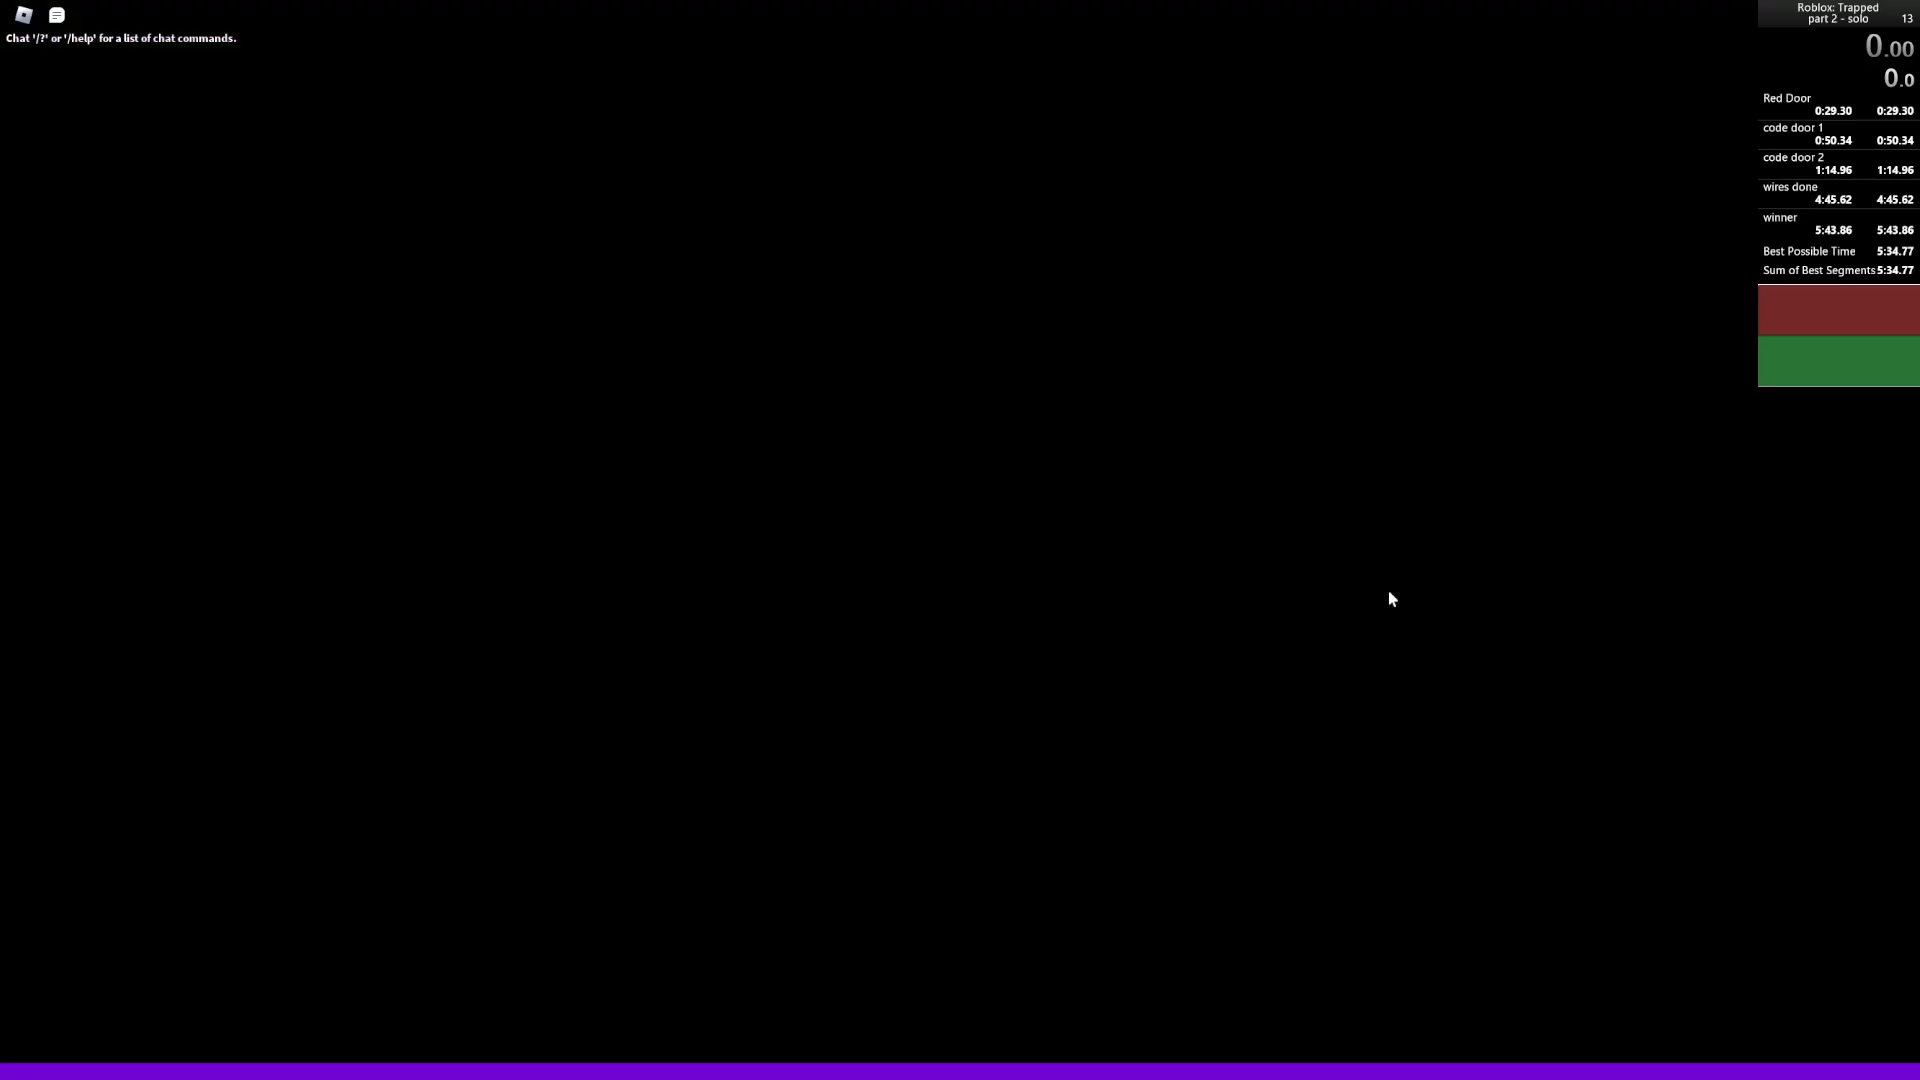 Chat '/?' or '/help' for a list of chat commands.
Roblox: Trapped
part 2 - solo 13
0.00
0.0
Red Door
0:29.30 0:29.30
code door 1
0:50.34 0:50.34
code door 2
1:14.96 1:14.96
wires done
4:45.62 4:45.62
winner
5:43.86 5:43.86
Best Possible Time 5:34.77
Sum of Best Segments 5:34.77